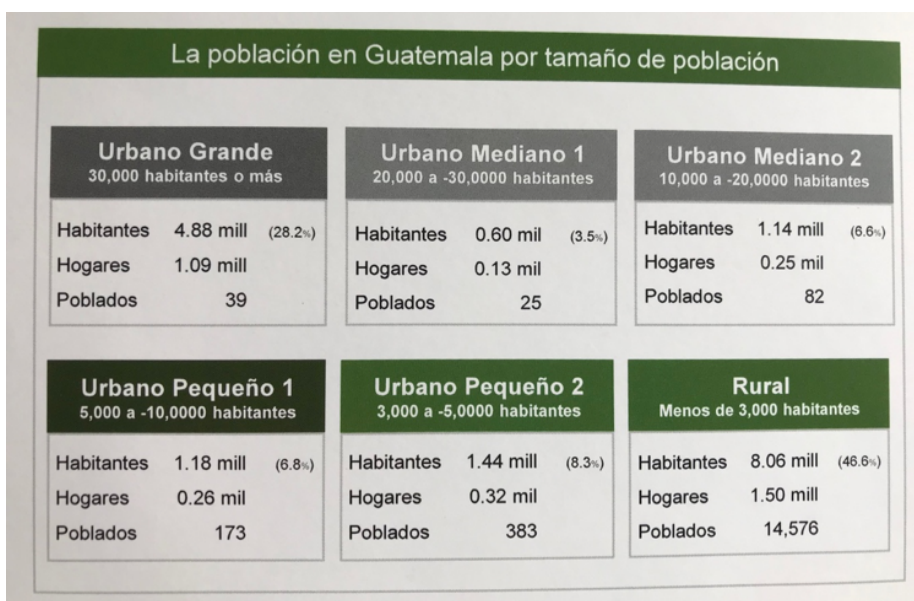 La población en Guatemala por tamaño de población
Urbano Grande
30,000 habitantes o más
Habitantes 4.88 mill (28.2%)
Hogares 1.09 mill
Poblados 39
Urbano Mediano 1
20,000 a -30,0000 habitantes
Habitantes 0.60 mil (3.5%)
Hogares 0.13 mil
Poblados 25
Urbano Mediano 2
10,000 a -20,0000 habitantes
Habitantes 1.14 mill (6.6%)
Hogares 0.25 mil
Poblados 82
Urbano Pequeño 1
5,000 a -10,0000 habitantes
Habitantes 1.18 mill (6.8%)
Hogares 0.26 mil
Poblados 173
Urbano Pequeño 2
3,000 a -5,0000 habitantes
Habitantes 1.44 mill (8.3%)
Hogares 0.32 mil
Poblados 383
Rural
Menos de 3,000 habitantes
Habitantes 8.06 mill (46.6%)
Hogares 1.50 mill
Poblados 14,576